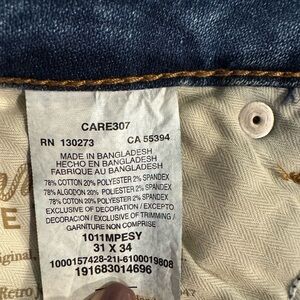 CARE307
RN 130273 CA 55394
MADE IN BANGLADESH
HECHO EN BANGLADESH
FABRIQUE AU BANGLADESH
78% COTTON 20% POLYESTER 2% SPANDEX
78% ALGODON 20% POLIESTER 2% SPANDEX
78% COTON 20% POLYESTER 2% SPANDEX
EXCLUSIVE OF DECORATION / EXCEPTO
DECORACION / EXCLUSIVE OF TRIMMING /
GARNITURE NON COMPRISE
1011MPESY
31 X 34
1000157428-21I-6100019808
191683014696
iginal,
Retro